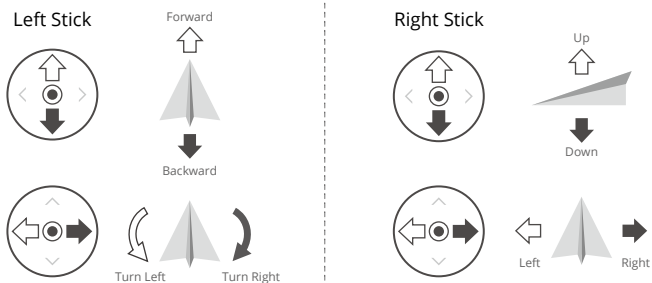 Left Stick
Forward
Backward
Turn Left
Turn Right
Right Stick
Up
Down
Left
Right